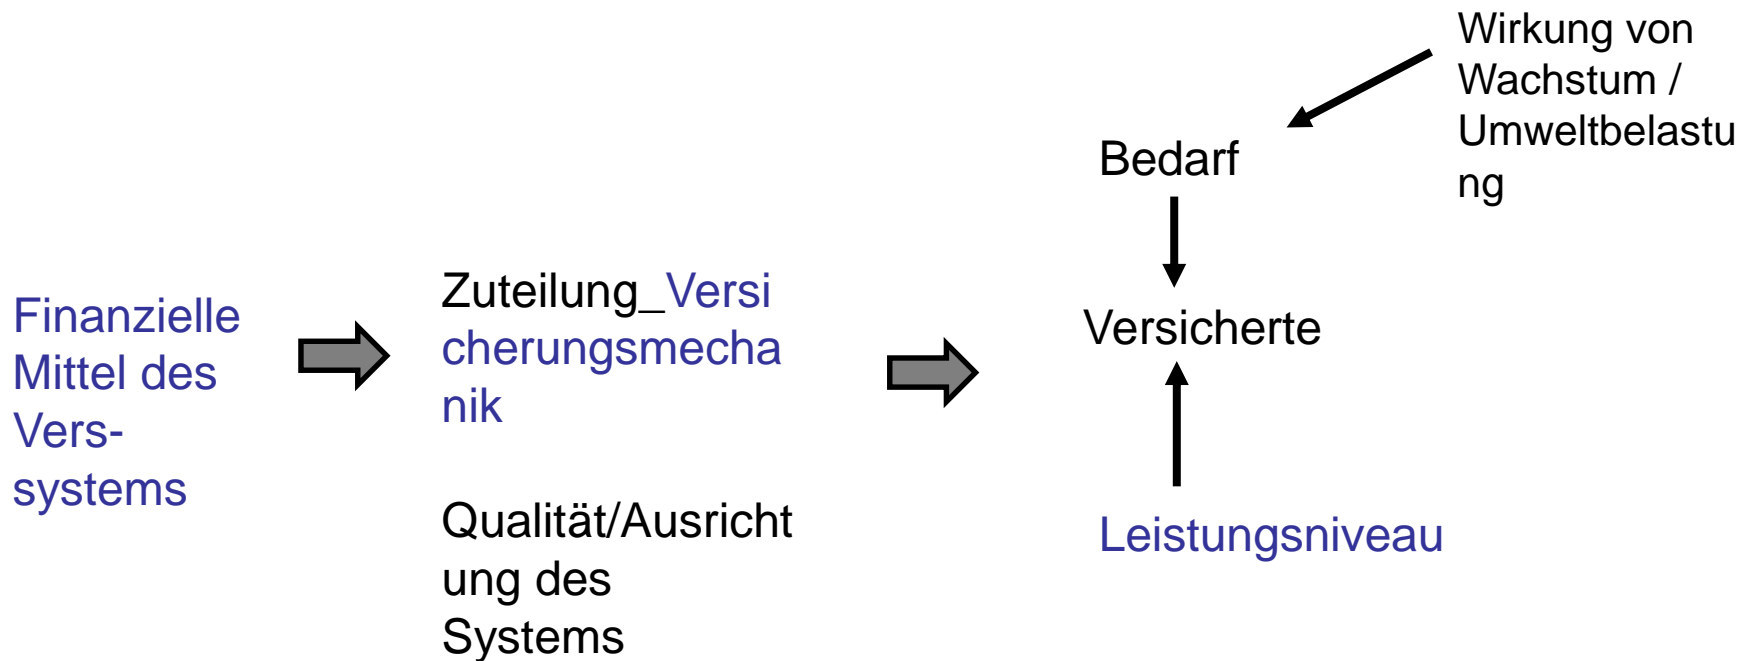 Wirkung von
Wachstum /
Umweltbelastu
ng
Bedarf
Finanzielle
Mittel des
Vers-
systems
Zuteilung_Versi
cherungsmecha
nik
Qualität/Ausricht
ung des
Systems
Versicherte
Leistungsniveau